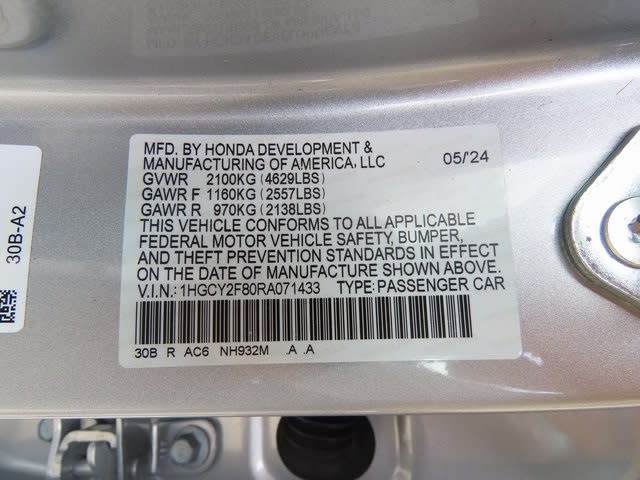 MFD. BY HONDA DEVELOPMENT &
MANUFACTURING OF AMERICA, LLC 05/'24
GVWR 2100KG (4629LBS)
GAWR F 1160KG (2557LBS)
GAWR R 970KG (2138LBS)
THIS VEHICLE CONFORMS TO ALL APPLICABLE
FEDERAL MOTOR VEHICLE SAFETY, BUMPER,
AND THEFT PREVENTION STANDARDS IN EFFECT
ON THE DATE OF MANUFACTURE SHOWN ABOVE.
V.I.N.: 1HGCY2F80RA071433 TYPE: PASSENGER CAR
30B R AC6 NH932M .A .A
30B-A2